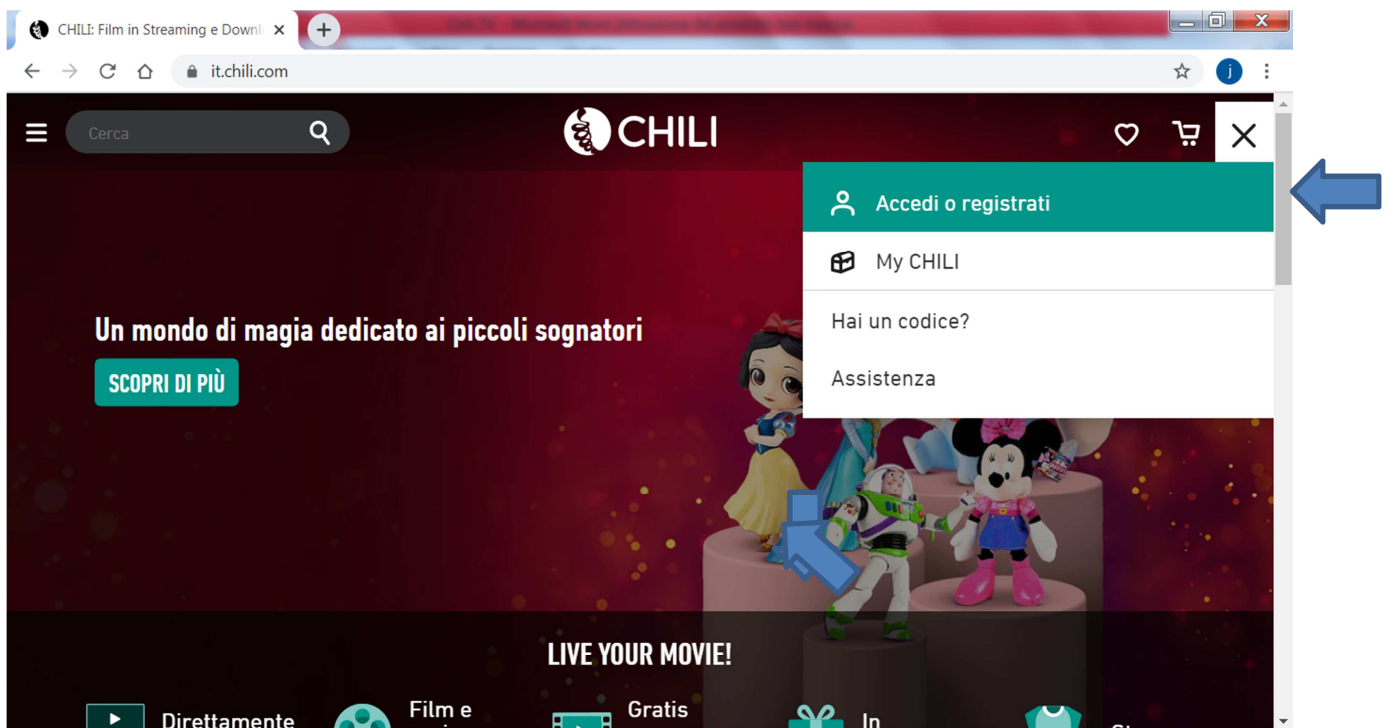 CHILI: Film in Streaming e Downl
it.chili.com
j
Cerca
CHILI
Accedi o registrati
My CHILI
Hai un codice?
Assistenza
Un mondo di magia dedicato ai piccoli sognatori
SCOPRI DI PIÙ
LIVE YOUR MOVIE!
Direttamente
Film e
Gratis
In